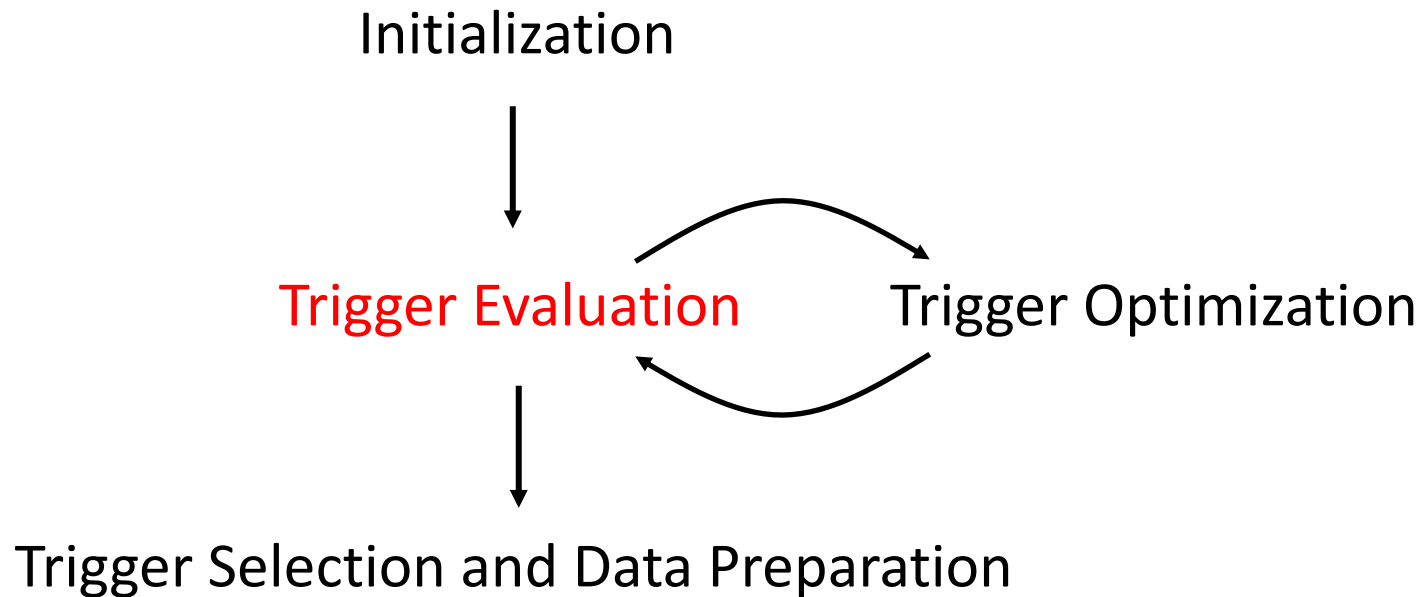 Initialization
Trigger Evaluation
Trigger Optimization
Trigger Selection and Data Preparation